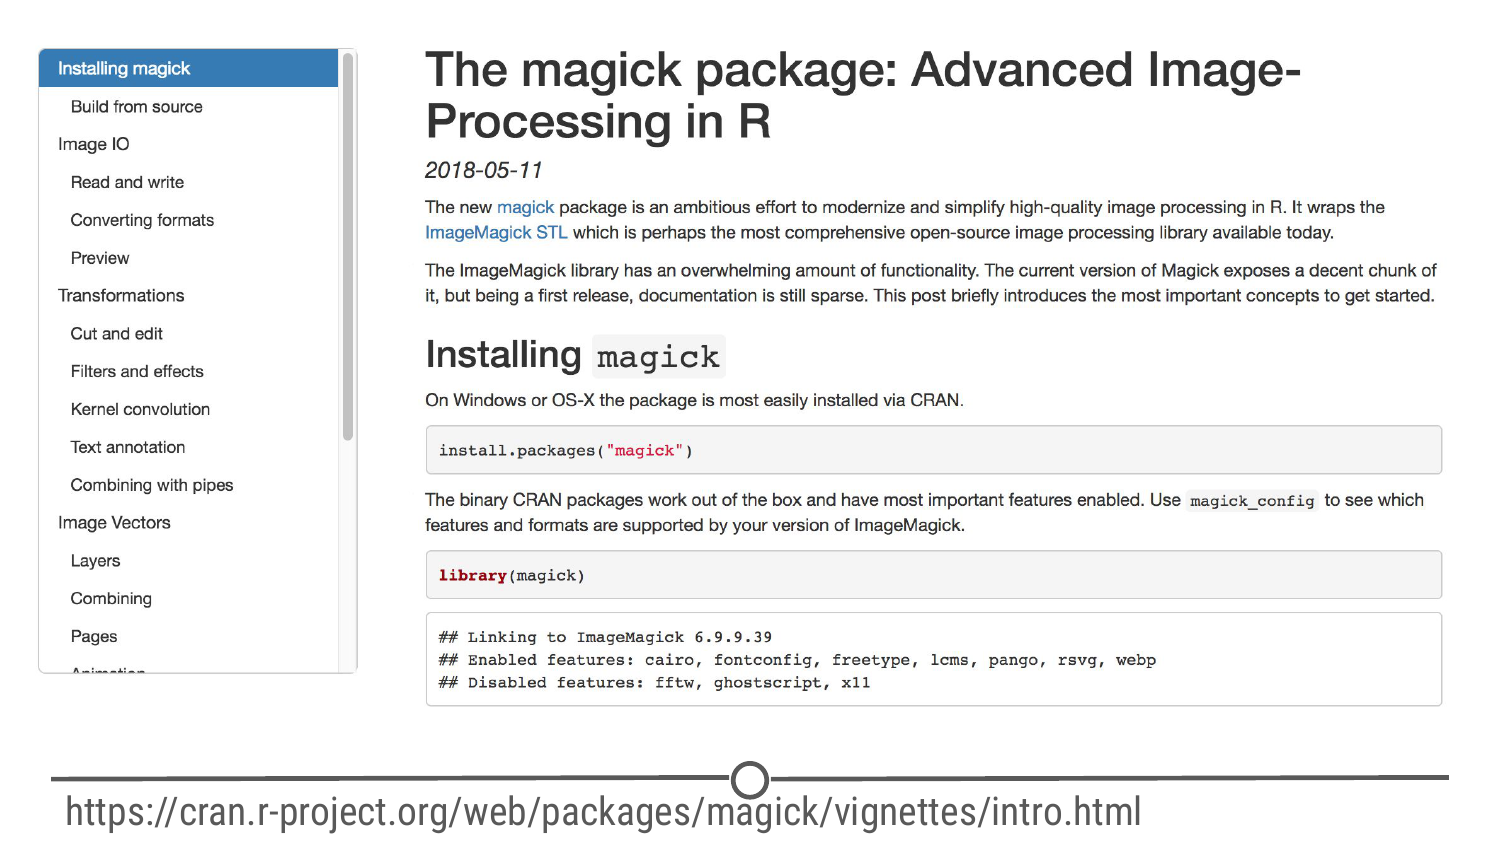 Installing magick
Build from source
Image IO
Read and write
Converting formats
Preview
Transformations
Cut and edit
Filters and effects
Kernel convolution
Text annotation
Combining with pipes
Image Vectors
Layers
Combining
Pages
Animation
The magick package: Advanced Image-
Processing in R
2018-05-11
The new magick package is an ambitious effort to modernize and simplify high-quality image processing in R. It wraps the
ImageMagick STL which is perhaps the most comprehensive open-source image processing library available today.
The ImageMagick library has an overwhelming amount of functionality. The current version of Magick exposes a decent chunk of
it, but being a first release, documentation is still sparse. This post briefly introduces the most important concepts to get started.
Installing magick
On Windows or OS-X the package is most easily installed via CRAN.
install.packages("magick")
The binary CRAN packages work out of the box and have most important features enabled. Use magick_config to see which
features and formats are supported by your version of ImageMagick.
library(magick)
## Linking to ImageMagick 6.9.9.39
## Enabled features: cairo, fontconfig, freetype, lcms, pango, rsvg, webp
## Disabled features: fftw, ghostscript, x11
https://cran.r-project.org/web/packages/magick/vignettes/intro.html